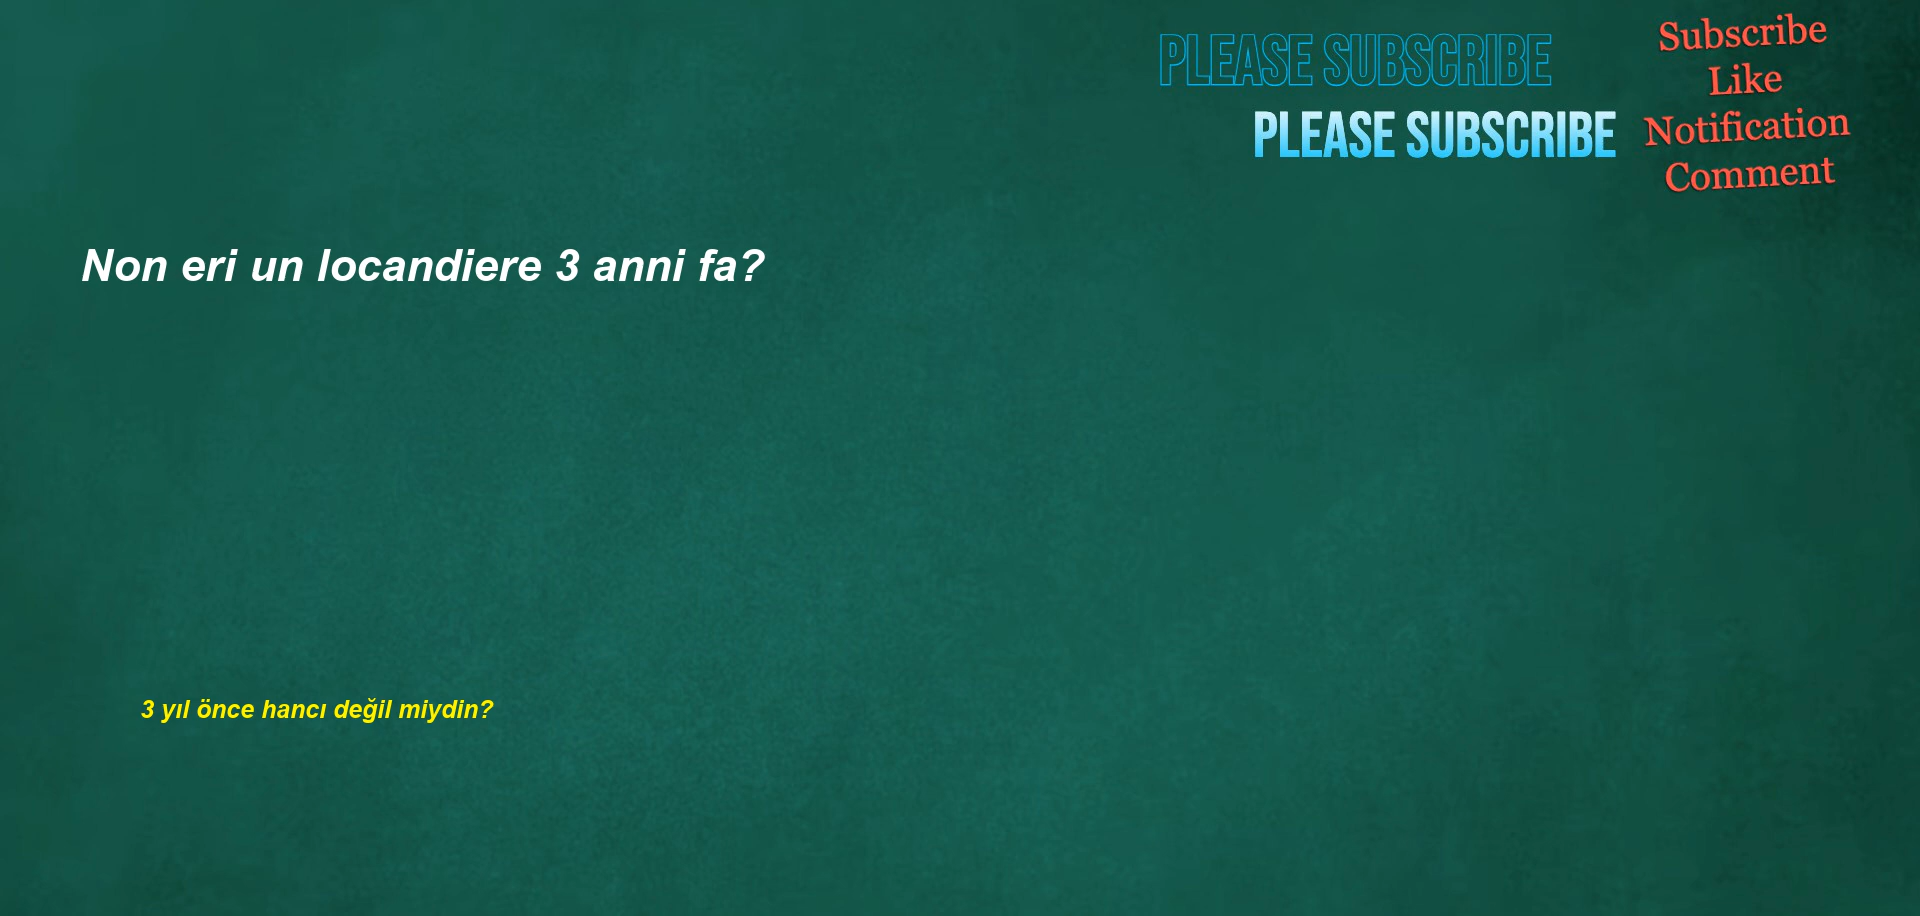 PLEASE SUBSCRIBE
PLEASE SUBSCRIBE
Subscribe
Like
Notification
Comment
Non eri un locandiere 3 anni fa?
3 yıl önce hancı değil miydin?